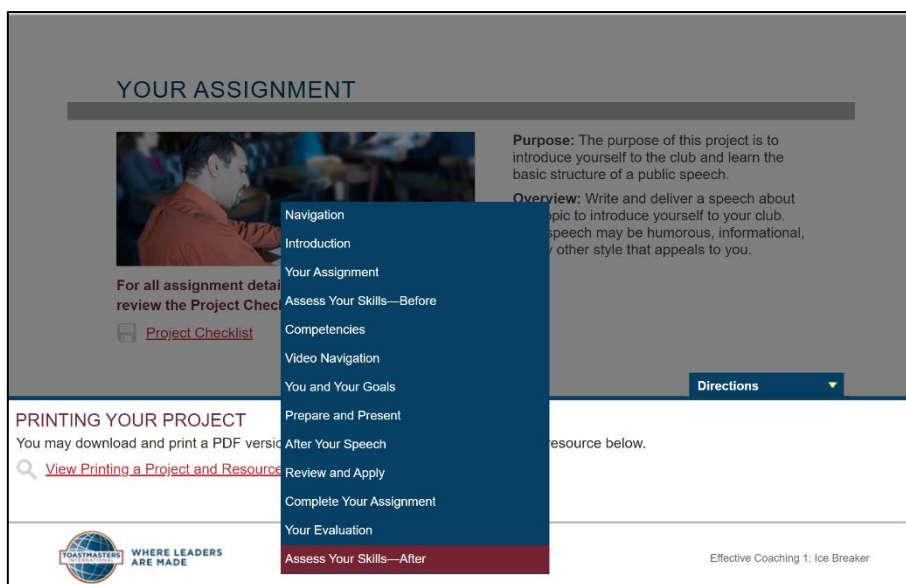 YOUR ASSIGNMENT
Purpose: The purpose of this project is to
introduce yourself to the club and learn the
basic structure of a public speech.
Overview: Write and deliver a speech about
opic to introduce yourself to your club.
speech may be humorous, informational,
y other style that appeals to you.
For all assignment detai
review the Project Chec
Project Checklist
Navigation
Introduction
Your Assignment
Assess Your Skills—Before
Competencies
Video Navigation
You and Your Goals
Prepare and Present
After Your Speech
Review and Apply
Complete Your Assignment
Your Evaluation
Assess Your Skills—After
Directions
PRINTING YOUR PROJECT
You may download and print a PDF versi
esource below.
View Printing a Project and Resource
TOASTMASTERS
INTERNATIONAL
WHERE LEADERS
ARE MADE
Effective Coaching 1: Ice Breaker